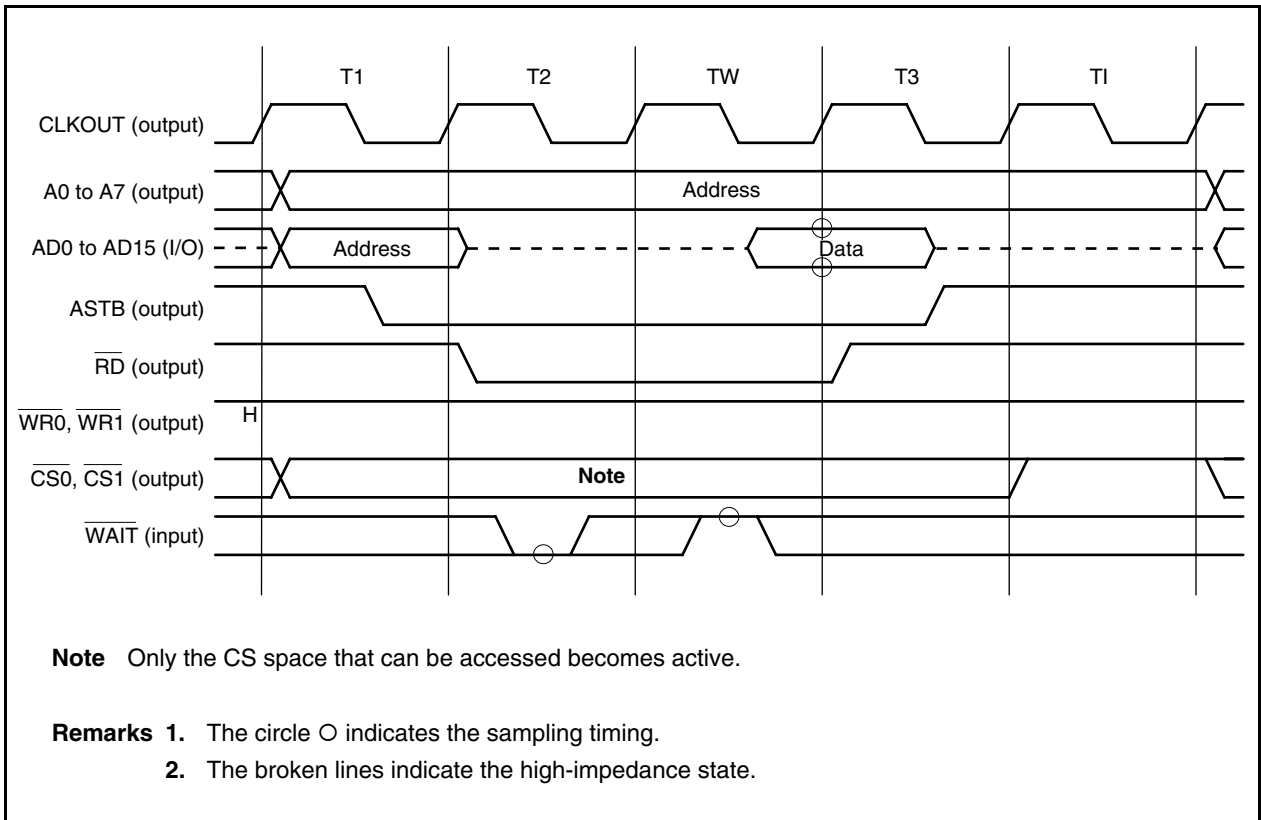 T1 T2 TW T3 TI
CLKOUT (output)
A0 to A7 (output) Address
AD0 to AD15 (I/O) Address Data
ASTB (output)
RD (output)
WR0, WR1 (output) H
CS0, CS1 (output) Note
WAIT (input)
Note Only the CS space that can be accessed becomes active.
Remarks 1. The circle O indicates the sampling timing.
2. The broken lines indicate the high-impedance state.